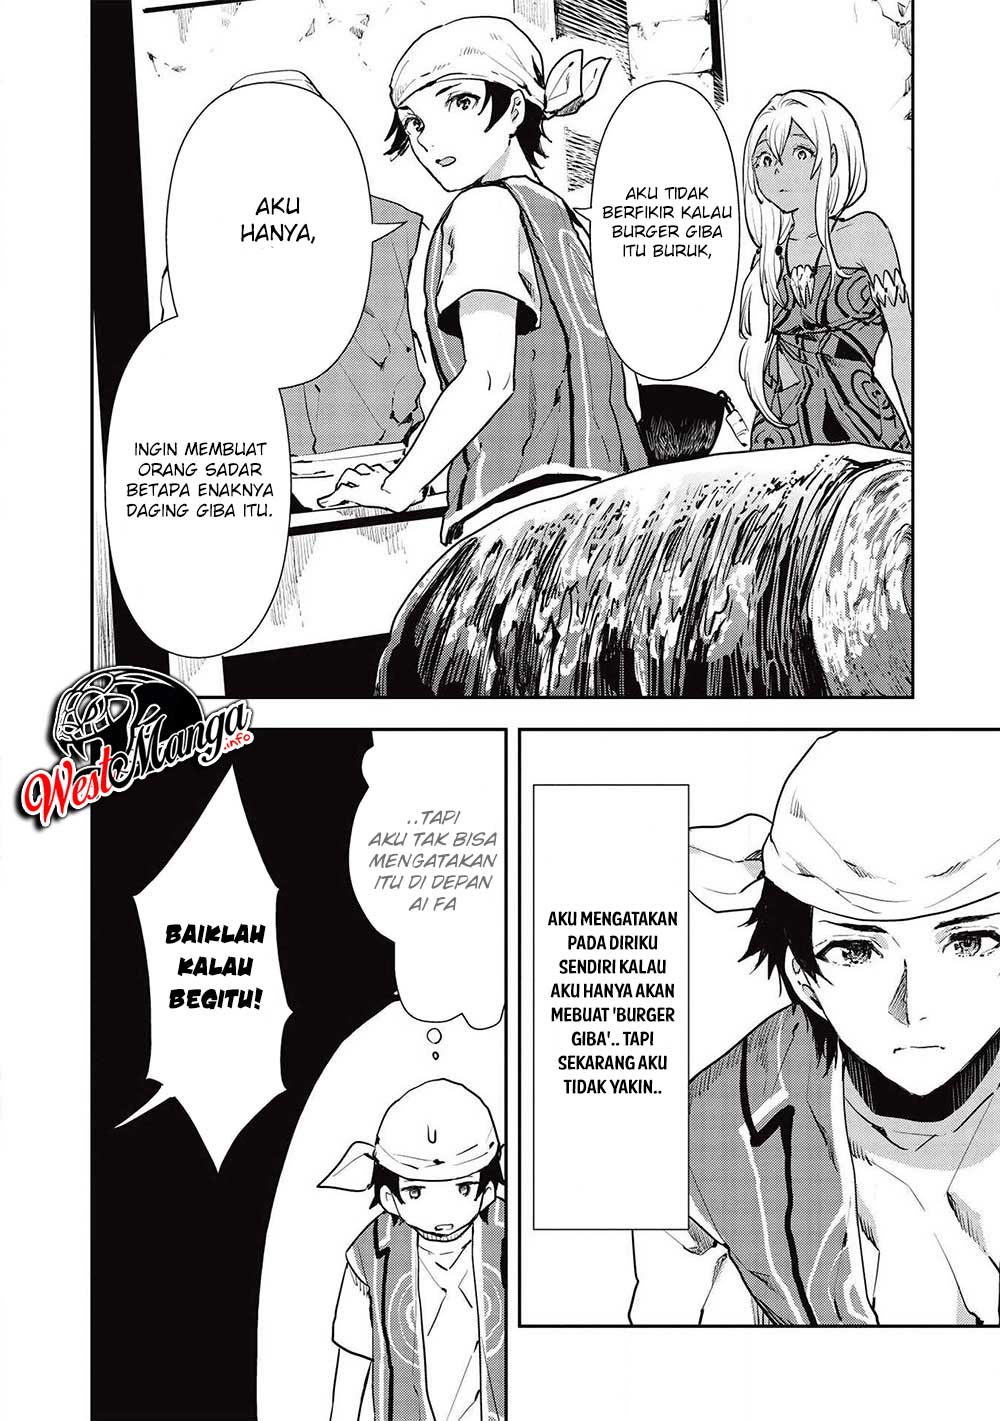 AKU TIDAK
BERFIKIR KALAU
BURGER GIBA
ITU BURUK,
AKU
HANYA,
INGIN MEMBUAT
ORANG SADAR
BETAPA ENAKNYA
DAGING GIBA ITU.
WestManga
.info
AKU MENGATAKAN
PADA DIRIKU
SENDIRI KALAU
AKU HANYA AKAN
MEBUAT 'BURGER
GIBA'.. TAPI
SEKARANG AKU
TIDAK YAKIN..
..TAPI
AKU TAK BISA
MENGATAKAN
ITU DI DEPAN
AI FA
BAIKLAH
KALAU
BEGITU!